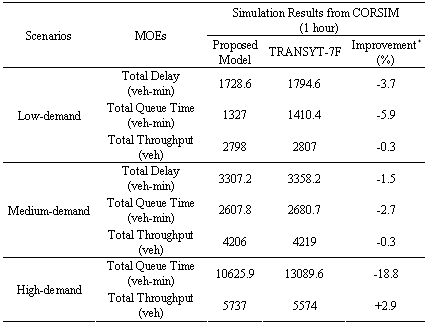 Simulation Results from CORSIM
(1 hour)
Scenarios
MOEs
Proposed Model
TRANSYT-7F
Improvement*
(%)
Total Delay
(veh-min)
1728.6
1794.6
-3.7
Low-demand
Total Queue Time
(veh-min)
1327
1410.4
-5.9
Total Throughput
(veh)
2798
2807
-0.3
Total Delay
(veh-min)
3307.2
3358.2
-1.5
Medium-demand
Total Queue Time
(veh-min)
2607.8
2680.7
-2.7
Total Throughput
(veh)
4206
4219
-0.3
High-demand
Total Queue Time
(veh-min)
10625.9
13089.6
-18.8
Total Throughput
(veh)
5737
5574
+2.9